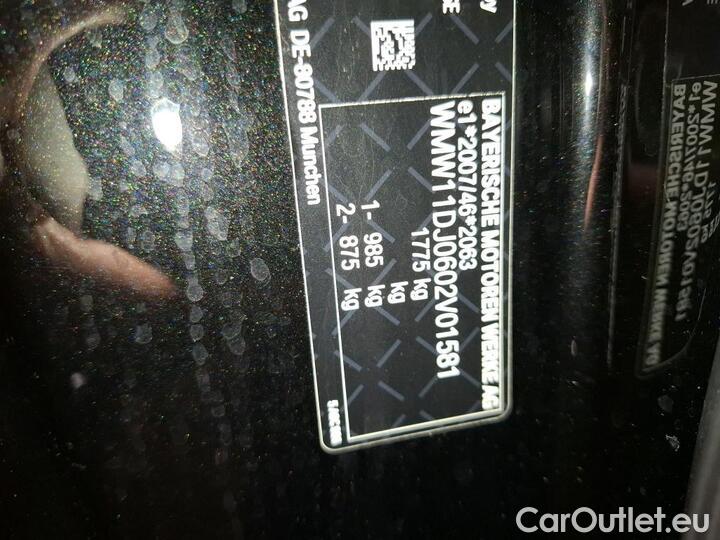 BAYERISCHE MOTOREN WERKE AG
e1*2007/46*2063
WMW11DJ0602V01581
1775 kg
kg
1- 985 kg
2- 875 kg
AG DE-80788 Munchen
CarOutlet.eu